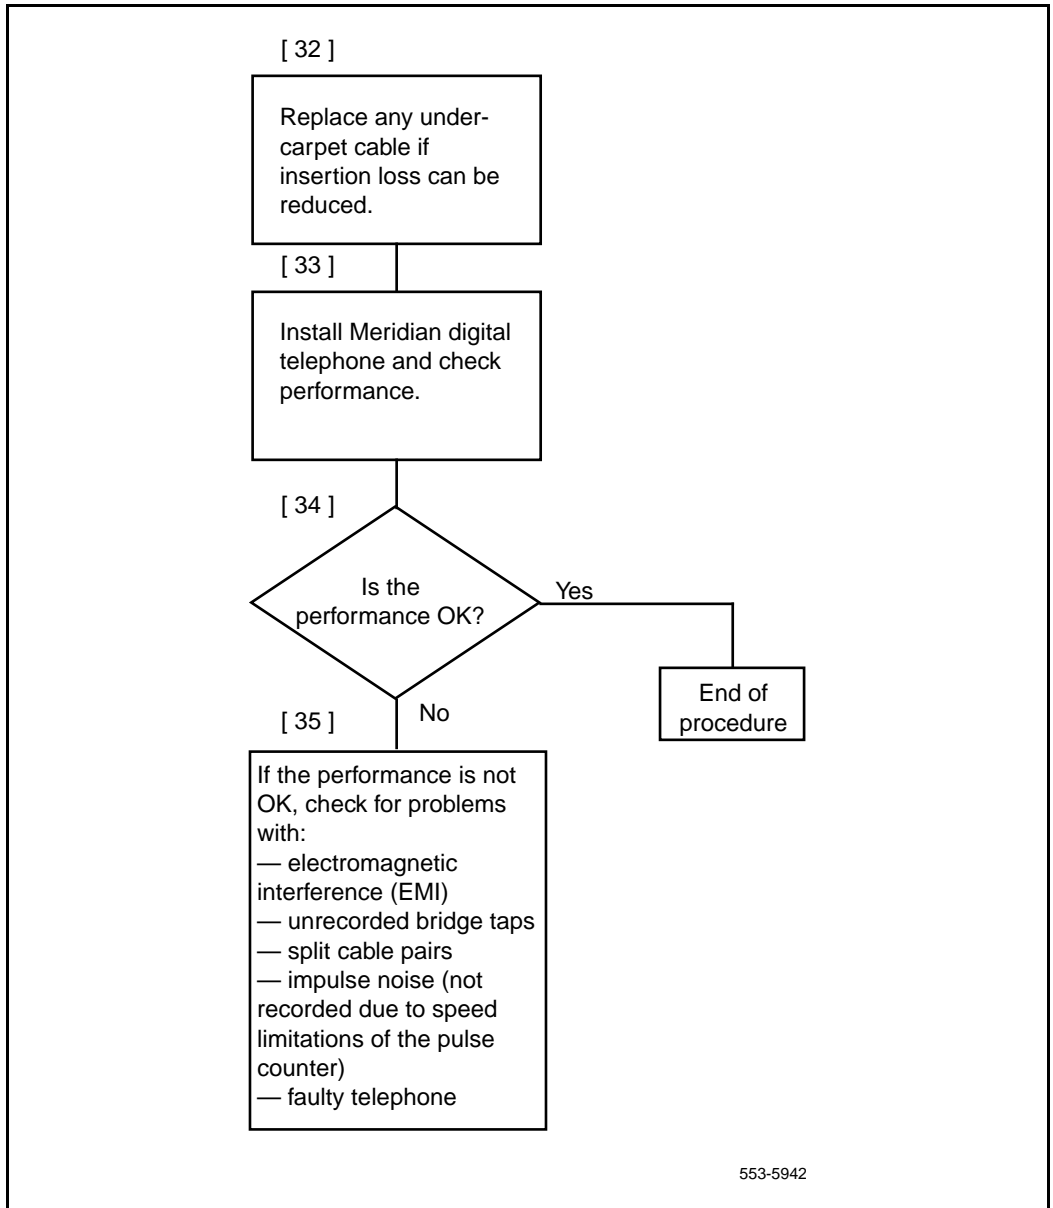 [ 32 ]
Replace any under-
carpet cable if
insertion loss can be
reduced.
[ 33 ]
Install Meridian digital
telephone and check
performance.
[ 34 ]
Is the
performance OK?
Yes
End of
procedure
No
[ 35 ]
If the performance is not
OK, check for problems
with:
— electromagnetic
interference (EMI)
— unrecorded bridge taps
— split cable pairs
— impulse noise (not
recorded due to speed
limitations of the pulse
counter)
— faulty telephone
553-5942